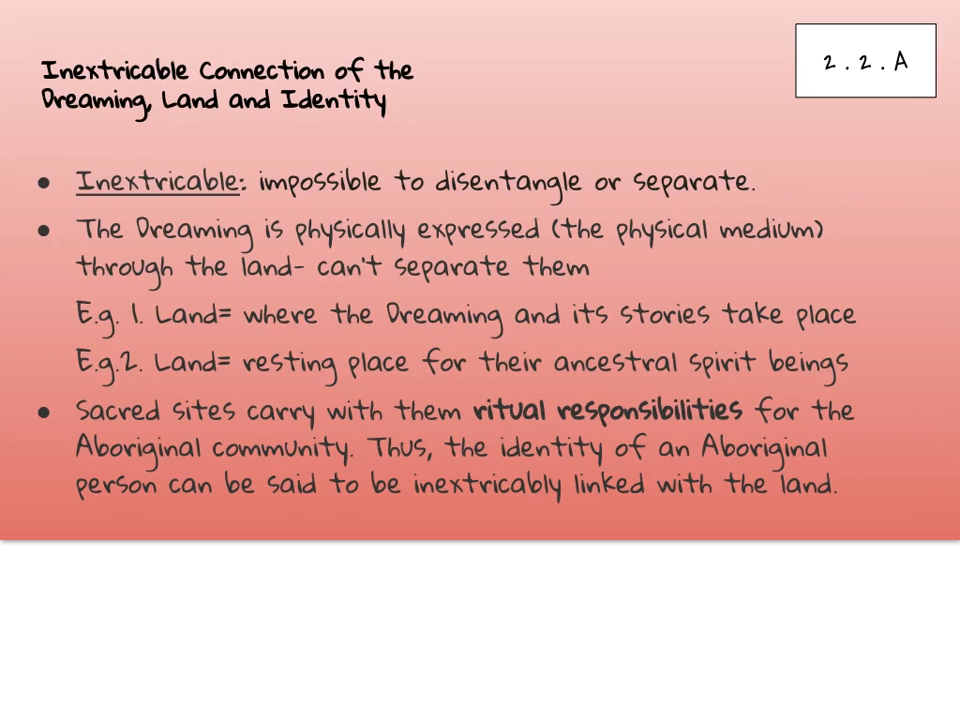 Inextricable Connection of the
Dreaming, Land and Identity
2.2.A
● Inextricable: impossible to disentangle or separate.
● The Dreaming is physically expressed (the physical medium)
through the land- can't separate them
E.g. 1. Land= where the Dreaming and its stories take place
E.g.2. Land= resting place for their ancestral spirit beings
● Sacred sites carry with them ritual responsibilities for the
Aboriginal community. Thus, the identity of an Aboriginal
person can be said to be inextricably linked with the land.